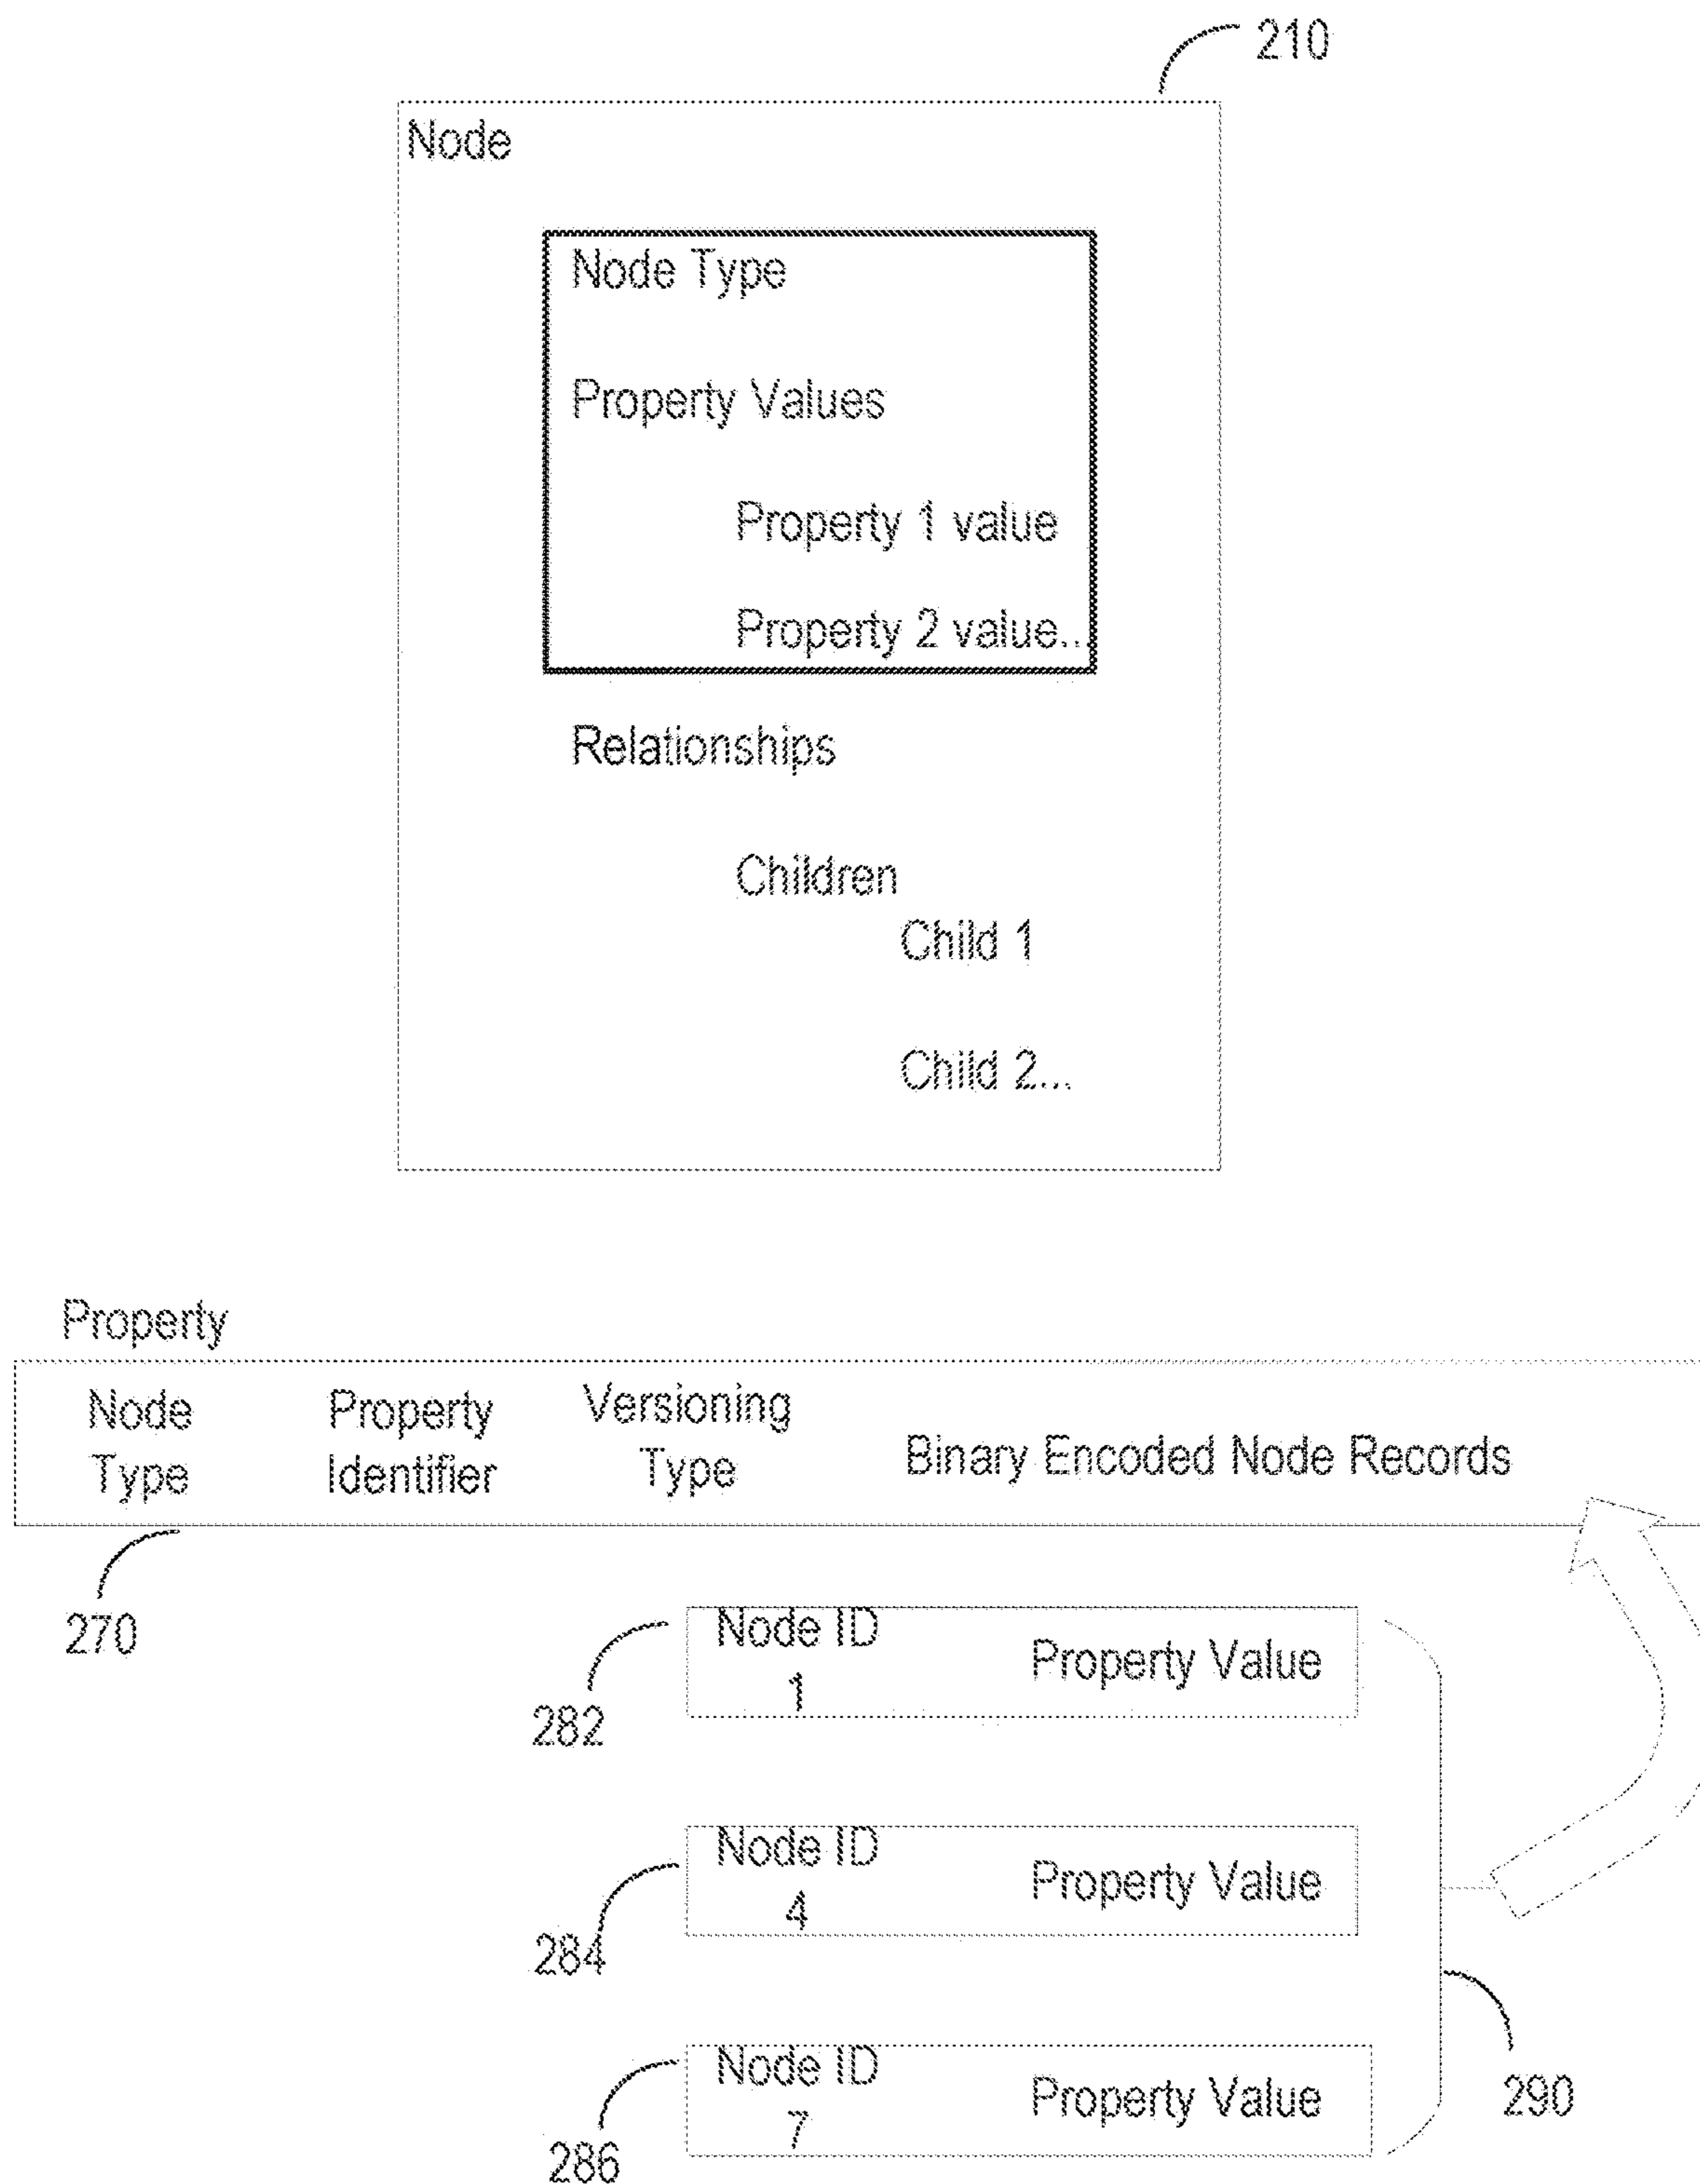 210
Node
Node Type
Property Values
Property 1 value
Property 2 value..
Relationships
Children
Child 1
Child 2...
Property
Node Type
Property Identifier
Versioning Type
Binary Encoded Node Records
270
282
Node ID 1
Property Value
284
Node ID 4
Property Value
286
Node ID 7
Property Value
290